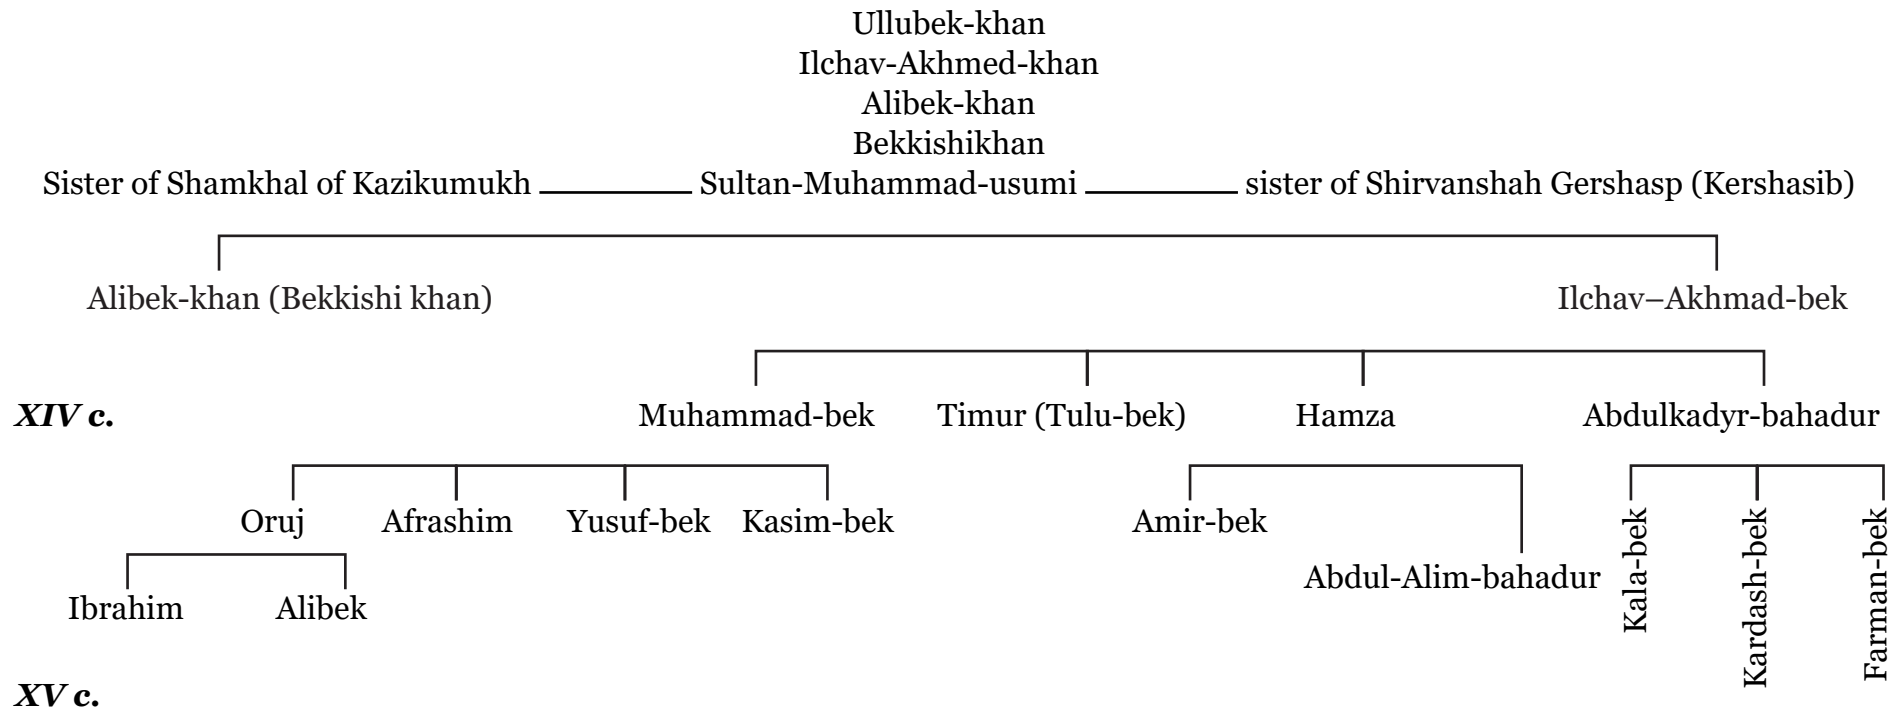 Ullubek-khan
Ilchav-Akhmed-khan
Alibek-khan
Bekkishikhan
Sister of Shamkhal of Kazikumukh Sultan-Muhammad-usumi sister of Shirvanshah Gershasp (Kershasib)
Alibek-khan (Bekkishi khan) Ilchav–Akhmad-bek
XIV c. Muhammad-bek Timur (Tulu-bek) Hamza Abdulkadyr-bahadur
Oruj Afrashim Yusuf-bek Kasim-bek Amir-bek
Abdul-Alim-bahadur
Kala-bek
Kardash-bek
Farman-bek
Ibrahim Alibek
XV c.